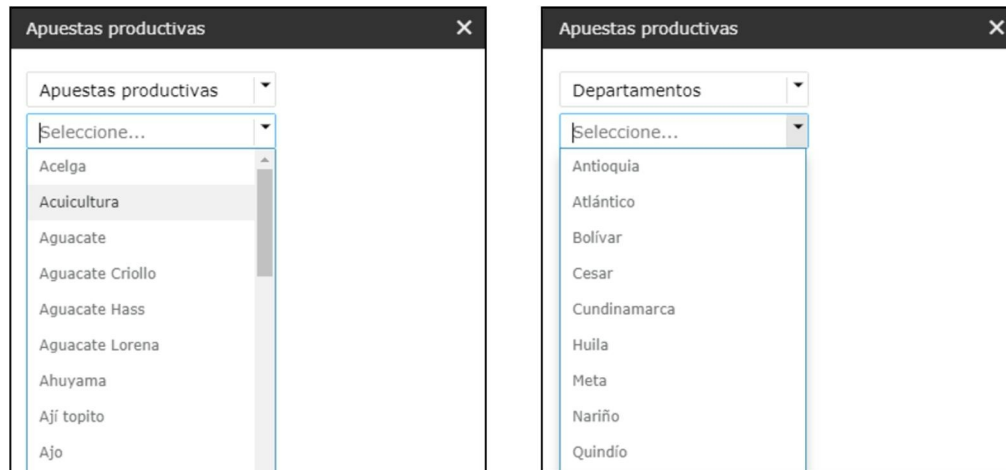 Apuestas productivas
Apuestas productivas
Seleccione...
Acelga
Acuicultura
Aguacate
Aguacate Criollo
Aguacate Hass
Aguacate Lorena
Ahuyama
Ají topito
Ajo
Apuestas productivas
Departamentos
Seleccione...
Antioquia
Atlántico
Bolívar
Cesar
Cundinamarca
Huila
Meta
Nariño
Quindío